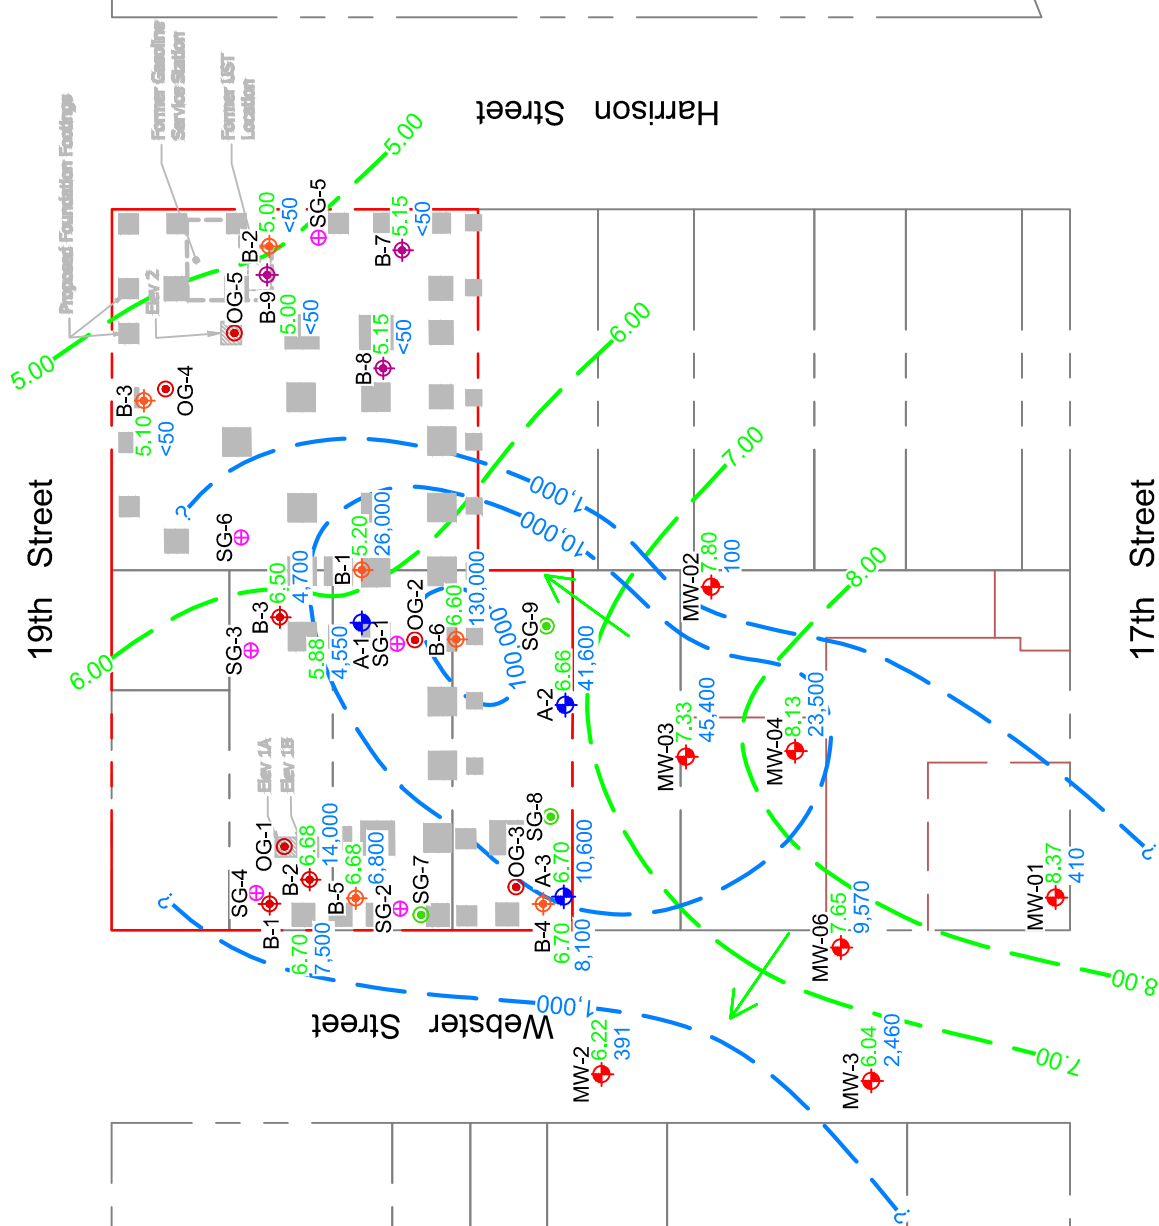 Harrison Street
Former Gasoline
Service Station
Former UST
Location
Proposed Foundation Footings
Elev 2
5.00
5.00
SG-5
B-2
5.00
<50
B-7
5.15
<50
OG-5
B-9
5.00
<50
B-8
5.15
<50
B-3
5.10
<50
OG-4
6.00
7.00
8.00
19th Street
17th Street
?
1,000
10,000
SG-6
B-1
5.20
26,000
B-3
6.50
4,700
SG-3
6.00
5.88
4,550
A-1
SG-1
OG-2
B-6
6.60
130,000
100,000
SG-9
A-2
6.66
41,600
MW-02
7.80
100
MW-03
7.33
45,400
MW-04
8.13
23,500
Elev 1A
Elev 1B
OG-1
SG-4
B-1
6.70
7,500
B-2
6.68
14,000
B-5
6.68
6,800
SG-2
SG-7
SG-8
OG-3
A-3
6.70
10,600
B-4
6.70
8,100
?
MW-01
8.37
410
MW-06
7.65
9,570
8.00
7.00
1,000
Webster Street
MW-2
6.22
391
MW-3
6.04
2,460
?
?